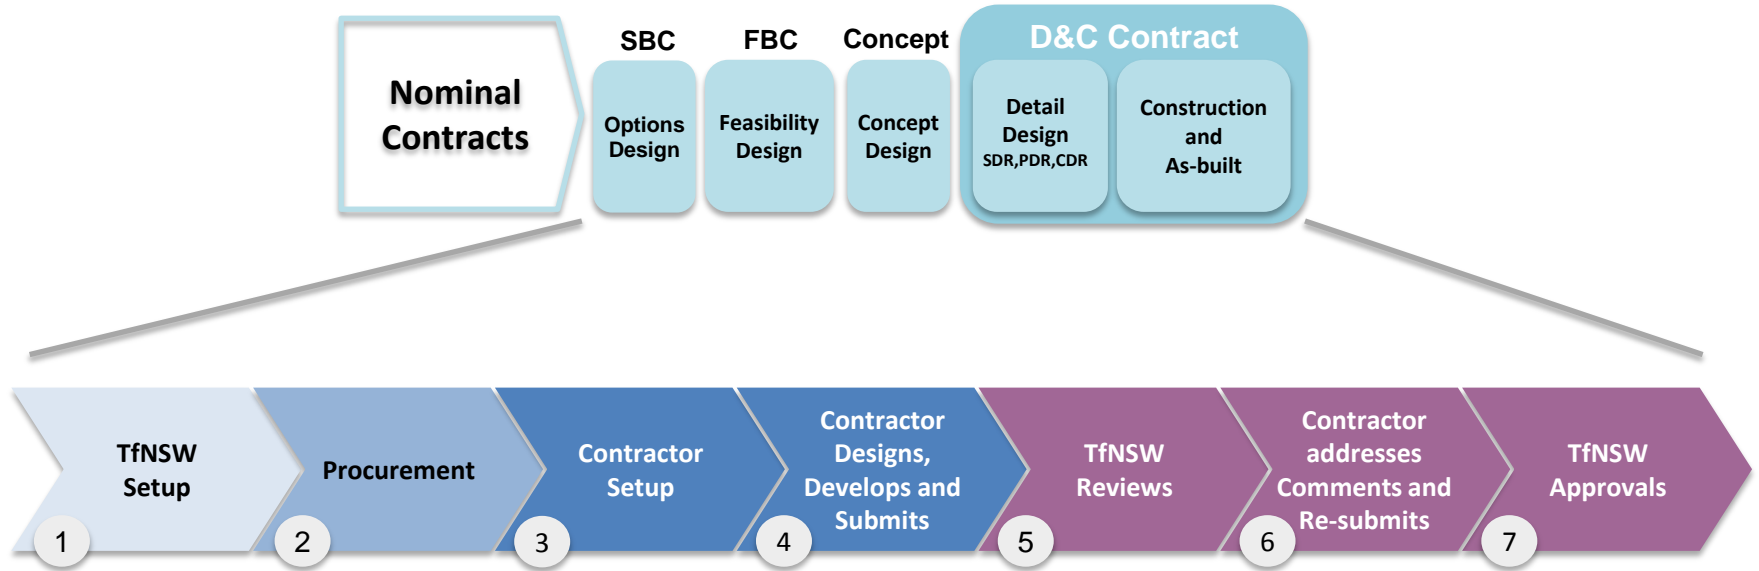 Nominal
Contracts
SBC
Options
Design
FBC
Feasibility
Design
Concept
Concept
Design
D&C Contract
Detail
Design
SDR,PDR,CDR
Construction
and
As-built
TfNSW
Setup
1
Procurement
2
Contractor
Setup
3
Contractor
Designs,
Develops and
Submits
4
TfNSW
Reviews
5
Contractor
addresses
Comments and
Re-submits
6
TfNSW
Approvals
7